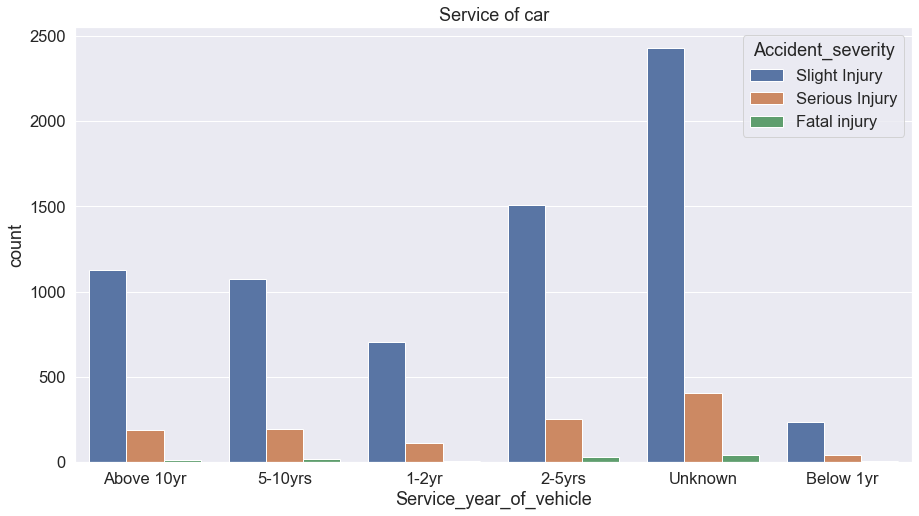 Service of car
2500
2000
1500
1000
500
0
count
Accident_severity
Slight Injury
Serious Injury
Fatal injury
Above 10yr 5-10yrs 1-2yr 2-5yrs Unknown Below 1yr
Service_year_of_vehicle